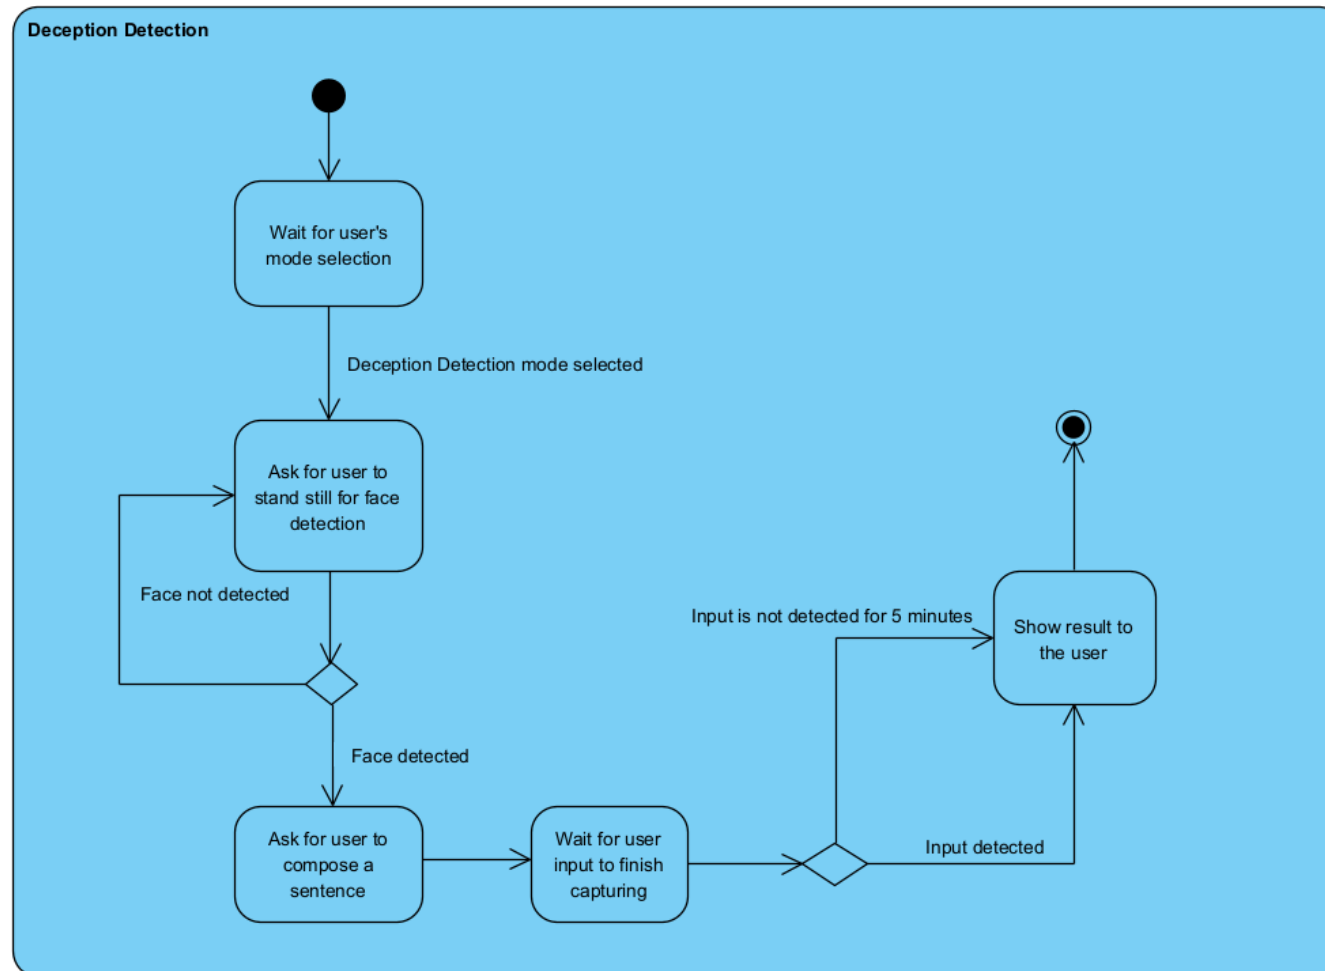 Deception Detection
Wait for user's
mode selection
Deception Detection mode selected
Ask for user to
stand still for face
detection
Face not detected
Face detected
Ask for user to
compose a
sentence
Wait for user
input to finish
capturing
Input is not detected for 5 minutes
Input detected
Show result to
the user